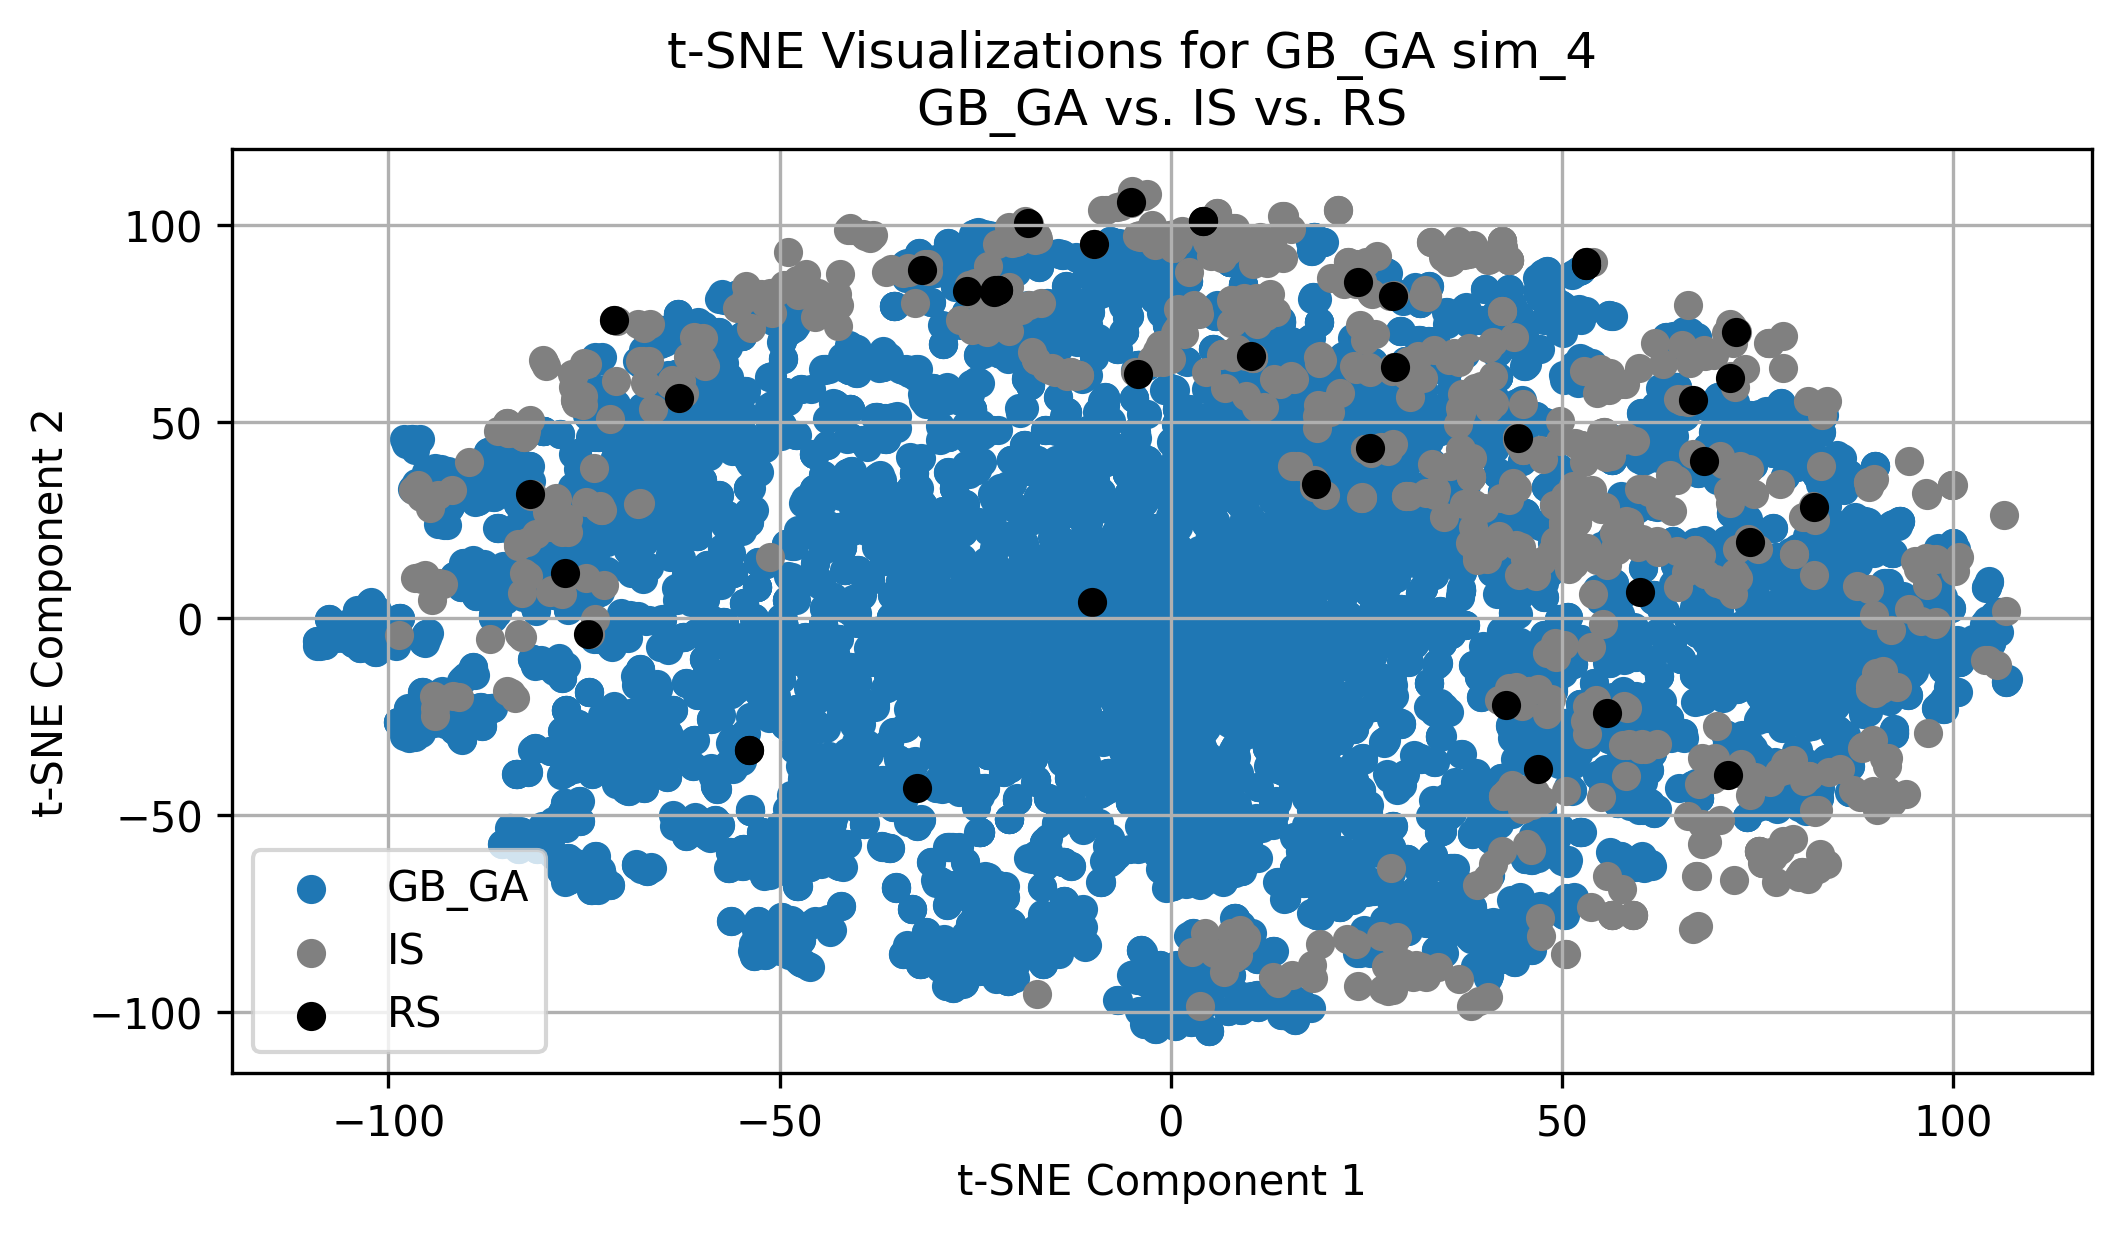 t-SNE Visualizations for GB_GA sim_4
GB_GA vs. IS vs. RS
t-SNE Component 2
100
50
0
−50
−100
GB_GA
IS
RS
−100
−50
0
50
100
t-SNE Component 1